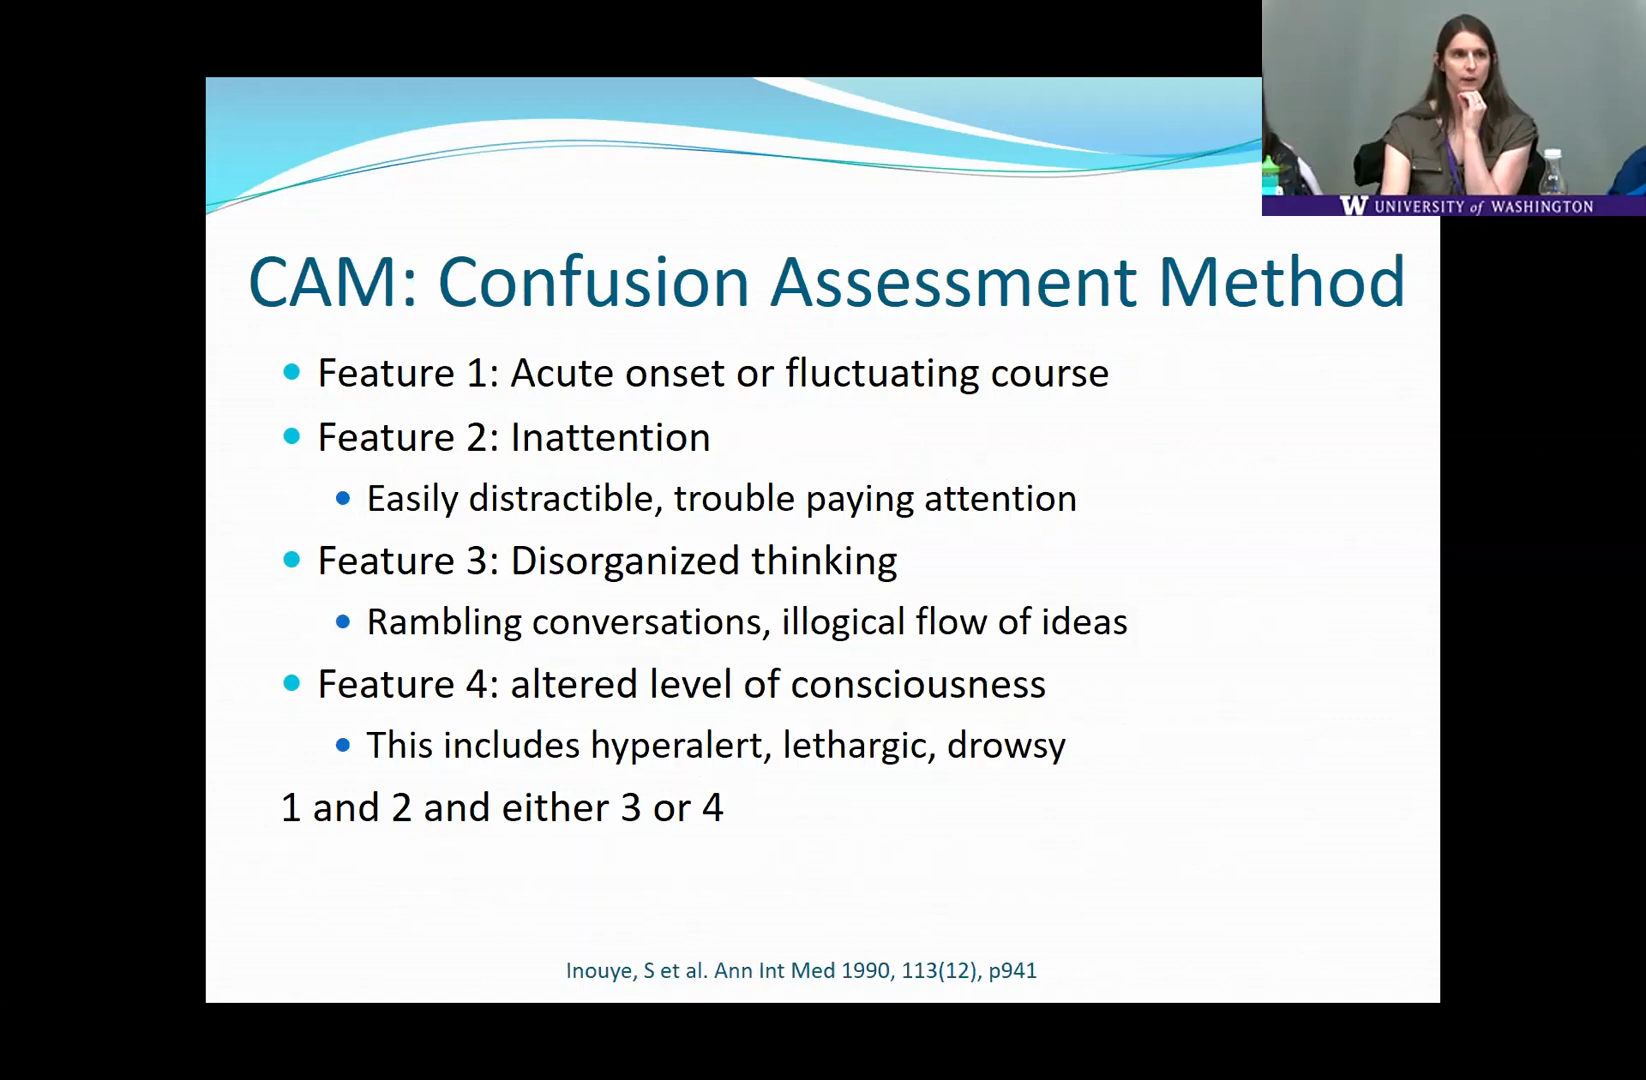 W UNIVERSITY of WASHINGTON
CAM: Confusion Assessment Method
Feature 1: Acute onset or fluctuating course
Feature 2: Inattention
Easily distractible, trouble paying attention
Feature 3: Disorganized thinking
Rambling conversations, illogical flow of ideas
Feature 4: altered level of consciousness
This includes hyperalert, lethargic, drowsy
1 and 2 and either 3 or 4
Inouye, S et al. Ann Int Med 1990, 113(12), p941